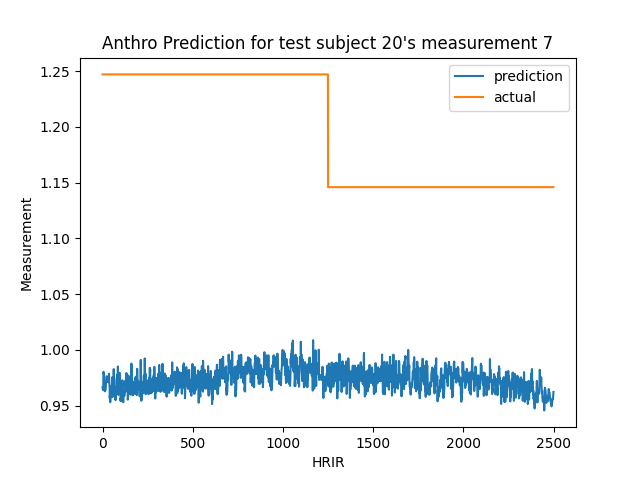 Anthro Prediction for test subject 20's measurement 7
prediction
actual
Measurement
1.25
1.20
1.15
1.10
1.05
1.00
0.95
0
500
1000
1500
2000
2500
HRIR